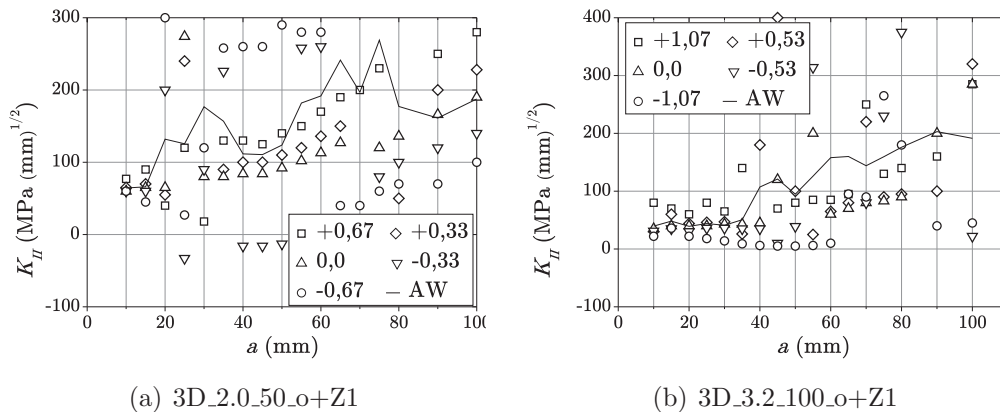 300
200
100
0
-100
K_II (MPa (mm)^1/2)
+0,67 +0,33
0,0 -0,33
-0,67 AW
0 20 40 60 80 100
a (mm)
(a) 3D_2.0_50_o+Z1
400
300
200
100
0
-100
K_II (MPa (mm)^1/2)
+1,07 +0,53
0,0 -0,53
-1,07 AW
0 20 40 60 80 100
a (mm)
(b) 3D_3.2_100_o+Z1